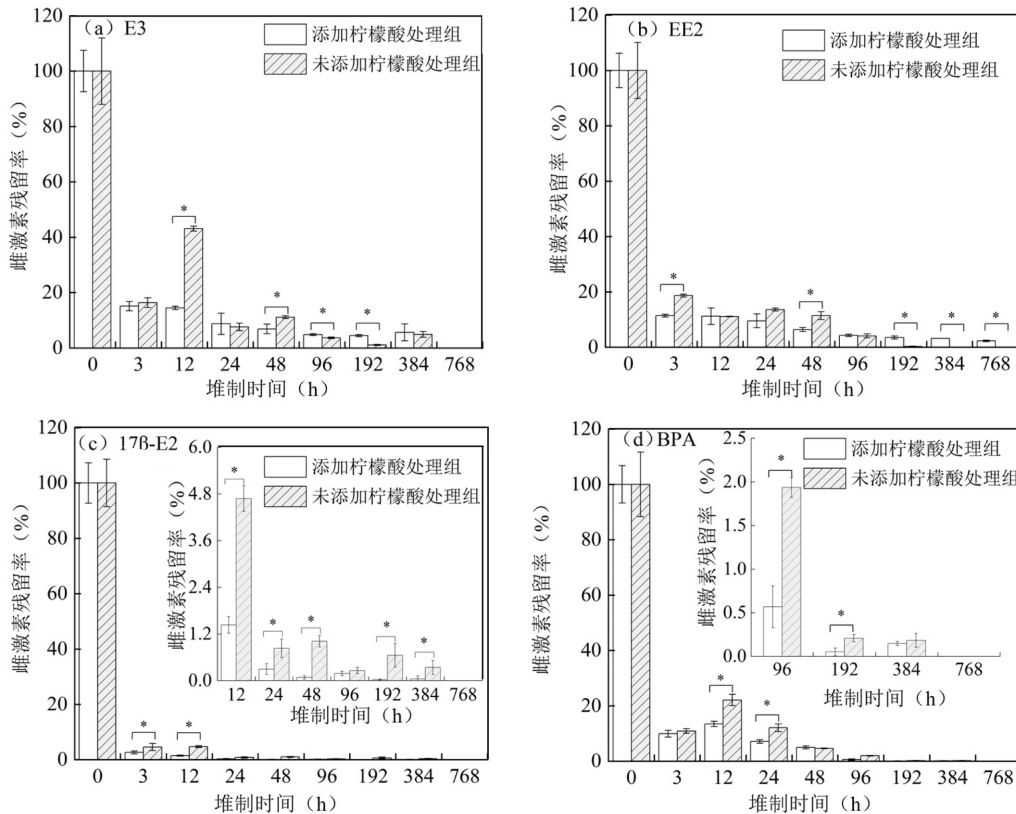 (a) E3
添加柠檬酸处理组
未添加柠檬酸处理组
雌激素残留率 (%)
120
100
80
60
40
20
0
* * * *
0 3 12 24 48 96 192 384 768
堆制时间 (h)
(b) EE2
添加柠檬酸处理组
未添加柠檬酸处理组
雌激素残留率 (%)
120
100
80
60
40
20
0
* * * * *
0 3 12 24 48 96 192 384 768
堆制时间 (h)
(c) 17ß-E2
添加柠檬酸处理组
未添加柠檬酸处理组
雌激素残留率 (%)
120
100
80
60
40
20
0
* *
0 3 12 24 48 96 192 384 768
堆制时间 (h)
雌激素残留率 (%)
6.0
4.8
3.6
2.4
1.2
0.0
* * * * *
12 24 48 96 192 384 768
堆制时间 (h)
(d) BPA
添加柠檬酸处理组
未添加柠檬酸处理组
雌激素残留率 (%)
120
100
80
60
40
20
0
* *
0 3 12 24 48 96 192 384 768
堆制时间 (h)
雌激素残留率 (%)
2.5
2.0
1.5
1.0
0.5
0.0
* *
96 192 384 768
堆制时间 (h)